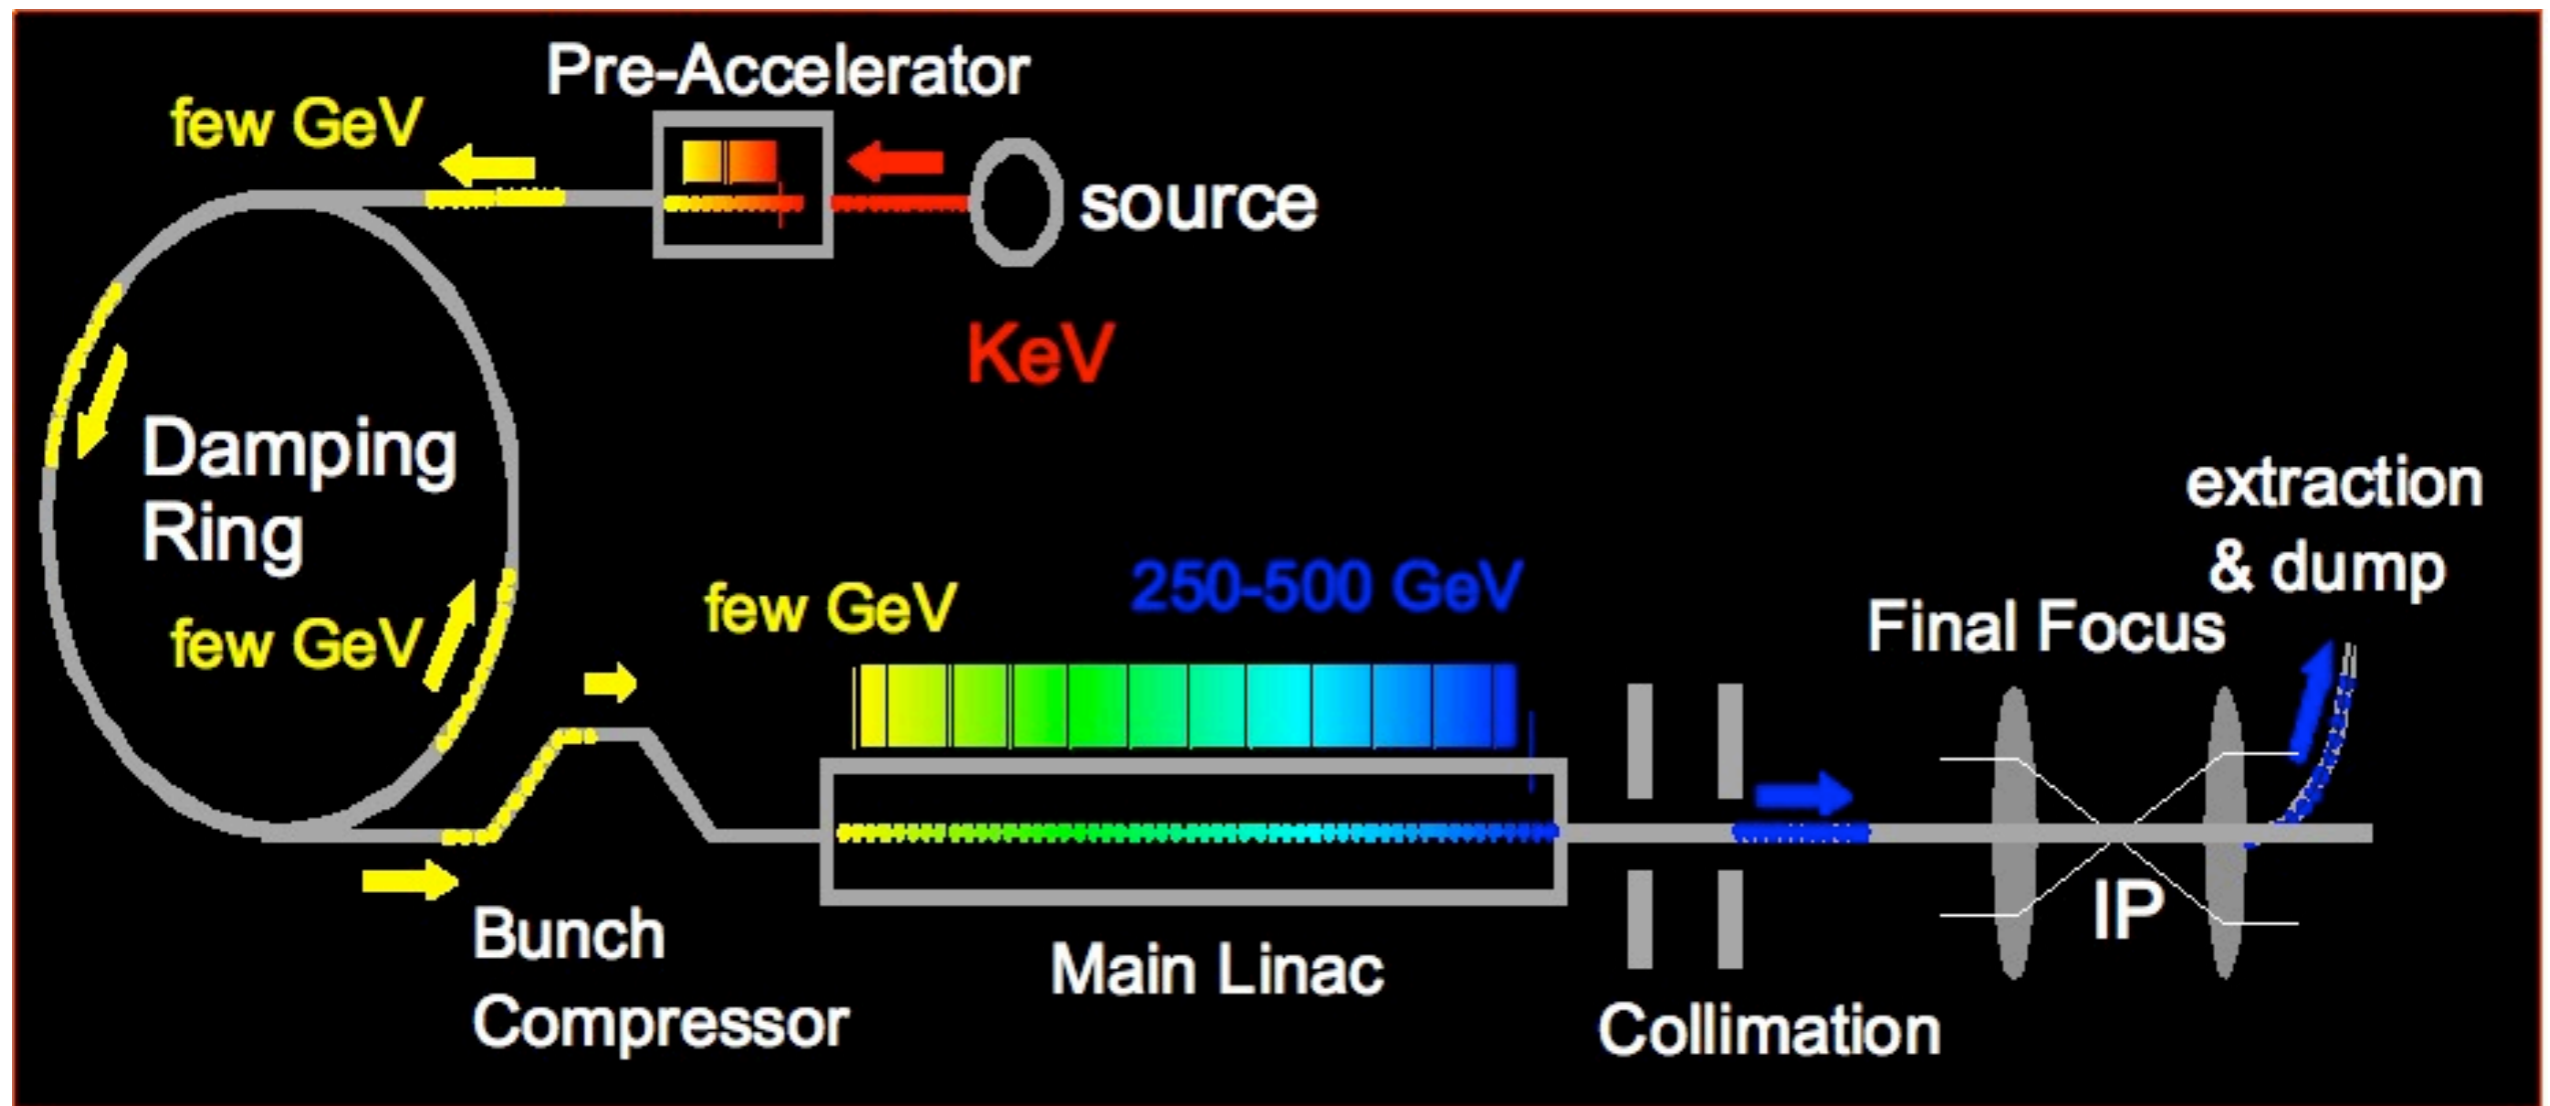 Pre-Accelerator
few GeV
source
KeV
Damping
Ring
few GeV
few GeV
250-500 GeV
extraction
& dump
Final Focus
IP
Bunch
Compressor
Main Linac
Collimation